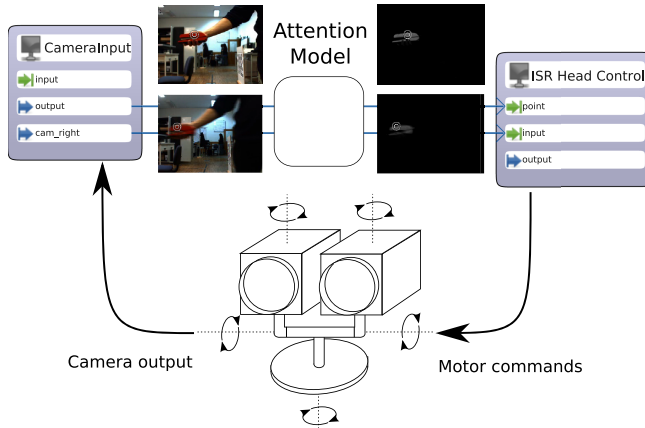 CameraInput
input
output
cam_right
Attention
Model
ISR Head Control
point
input
output
Camera output
Motor commands